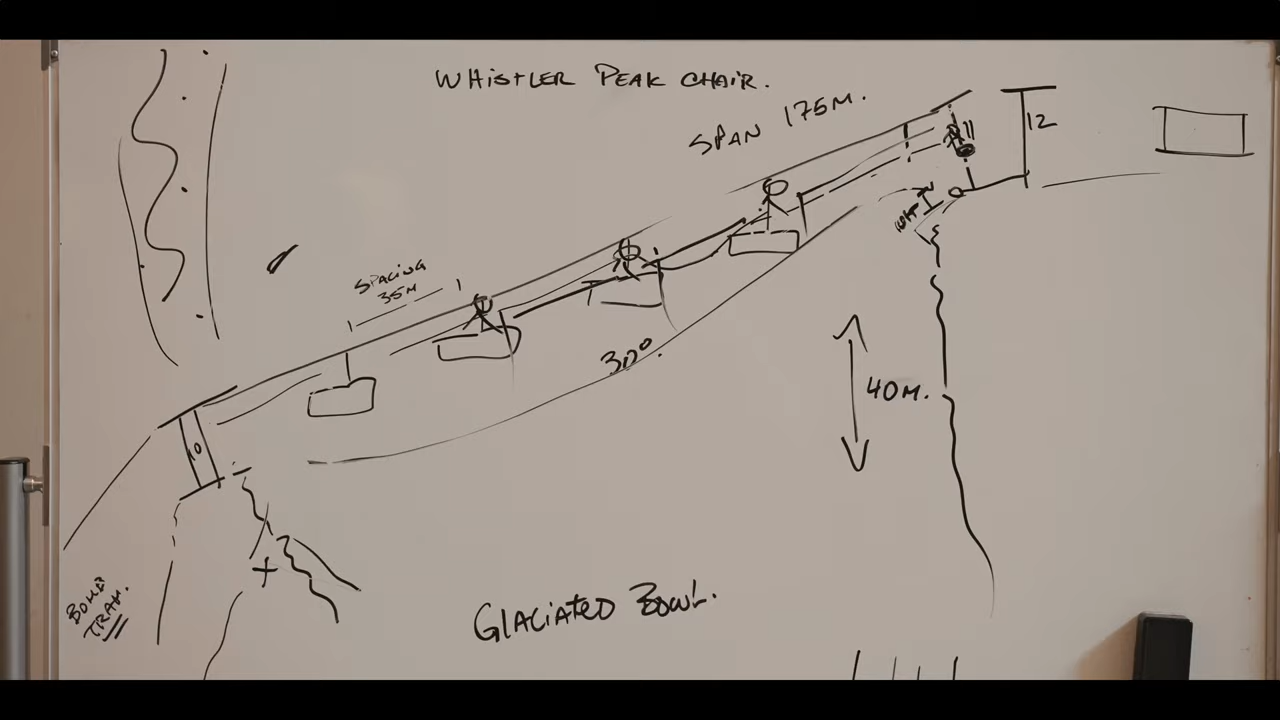 WHISTLER PEAK CHAIR.
SPAN 175M.
12
SPACING
35M
30°.
40M.
10
BOMB
TRAM.
GLACIATED BOWL.